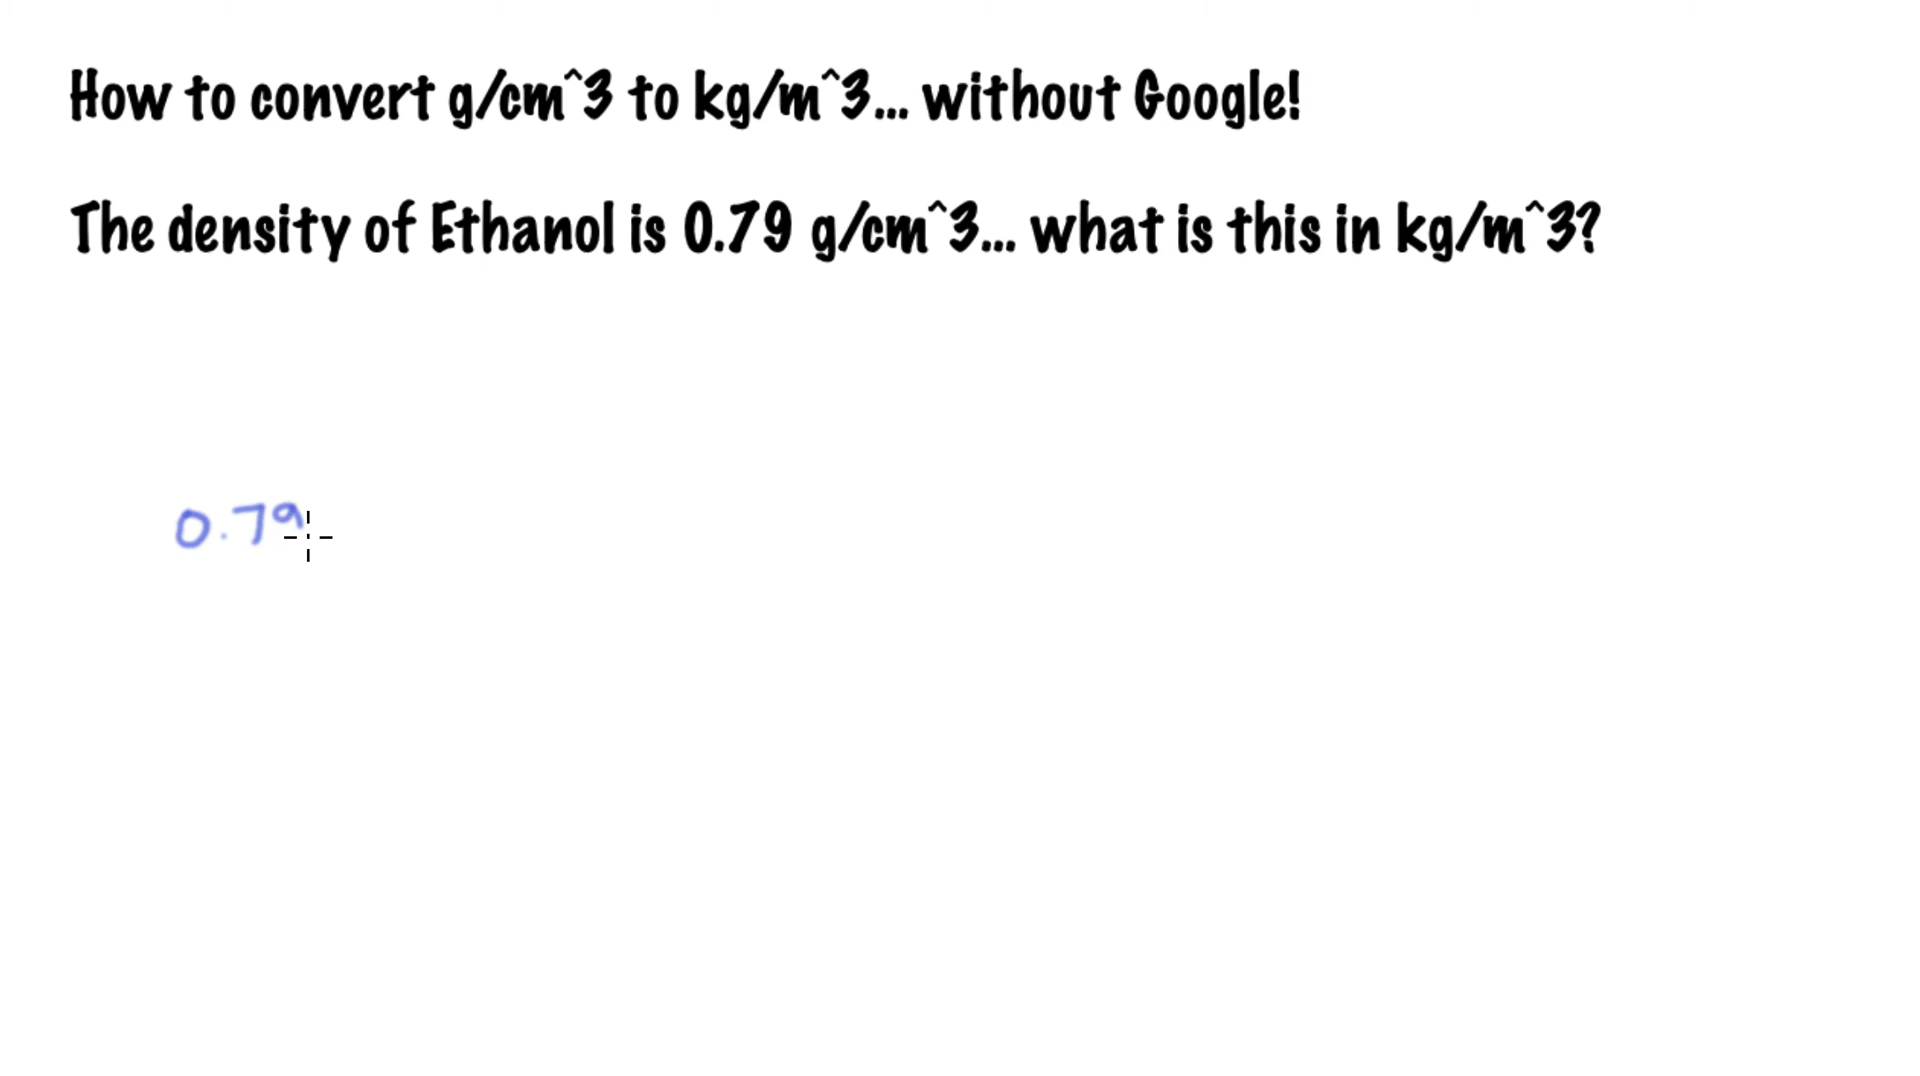 How to convert g/cm^3 to kg/m^3... without Google!
The density of Ethanol is 0.79 g/cm^3... what is this in kg/m^3?
0.79